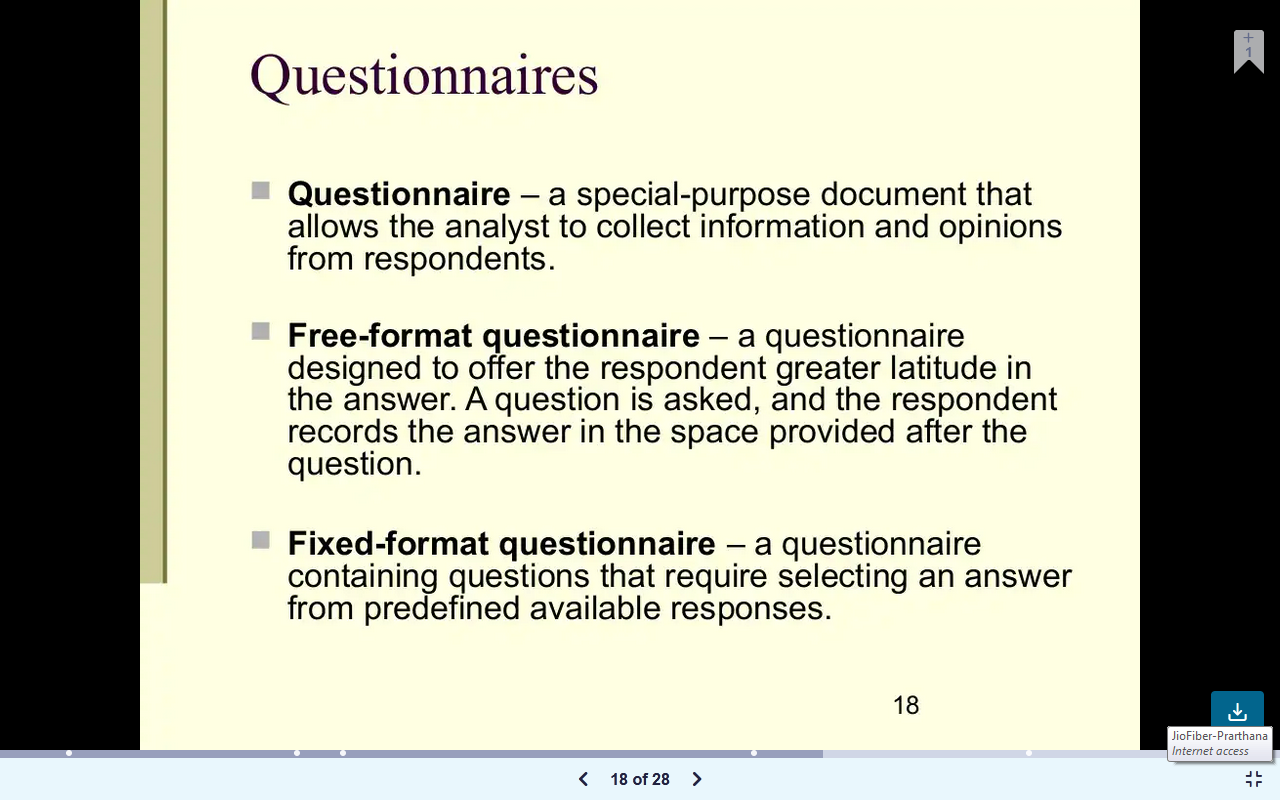 Questionnaires
Questionnaire – a special-purpose document that
allows the analyst to collect information and opinions
from respondents.
Free-format questionnaire – a questionnaire
designed to offer the respondent greater latitude in
the answer. A question is asked, and the respondent
records the answer in the space provided after the
question.
Fixed-format questionnaire – a questionnaire
containing questions that require selecting an answer
from predefined available responses.
18
+
1
JioFiber-Prarthana
Internet access
18 of 28